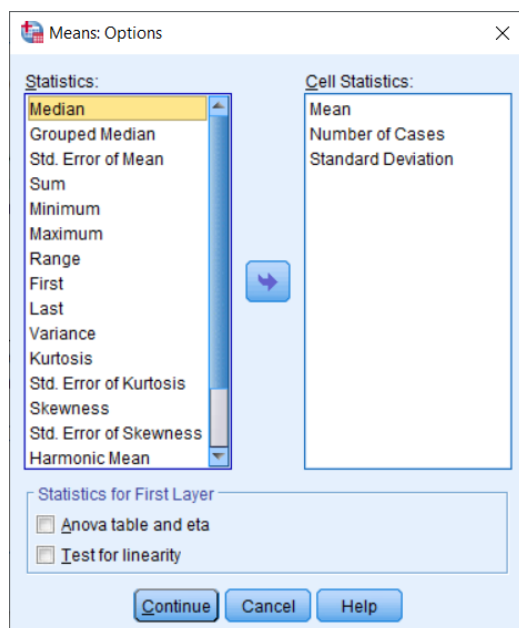 Means: Options
Statistics:
Median
Grouped Median
Std. Error of Mean
Sum
Minimum
Maximum
Range
First
Last
Variance
Kurtosis
Std. Error of Kurtosis
Skewness
Std. Error of Skewness
Harmonic Mean
Cell Statistics:
Mean
Number of Cases
Standard Deviation
Statistics for First Layer
Anova table and eta
Test for linearity
Continue Cancel Help